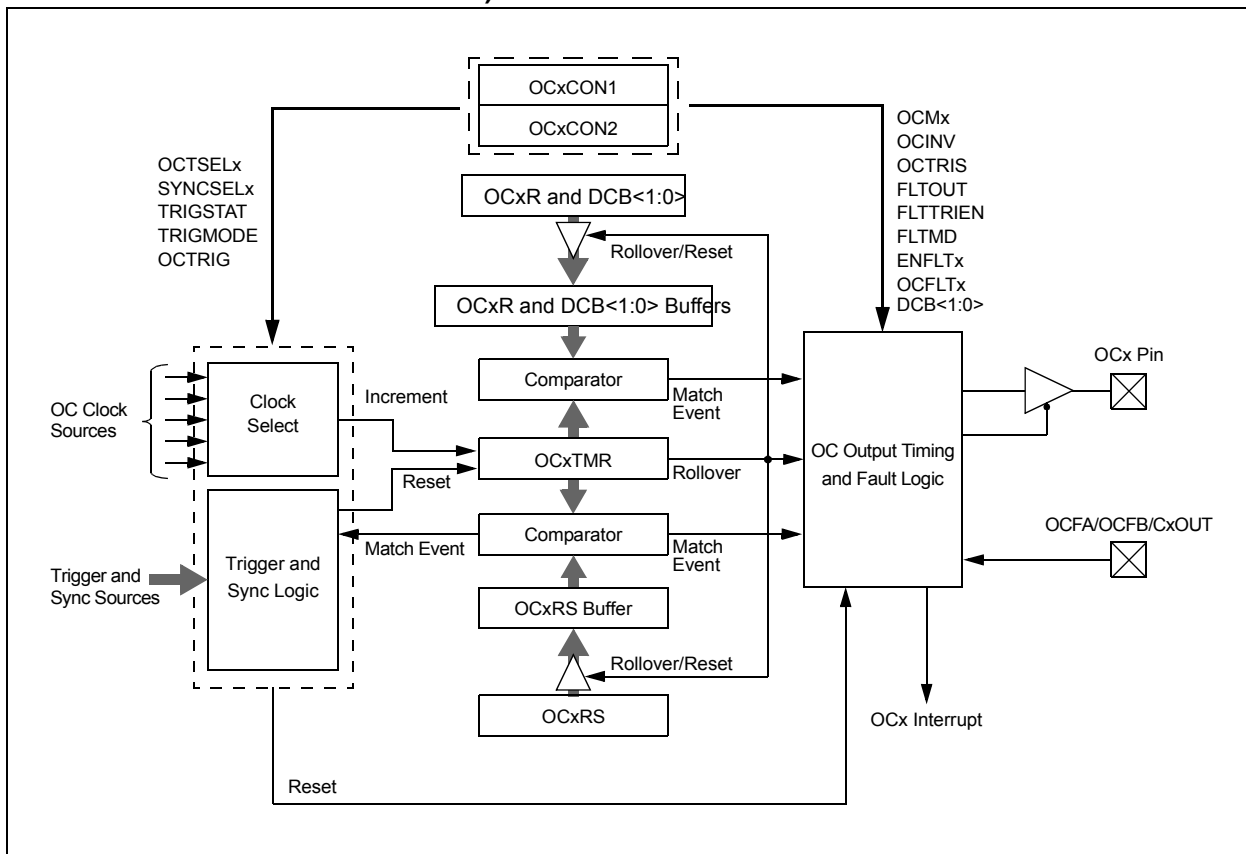 OCxCON1
OCxCON2
OCTSELx
SYNCSELx
TRIGSTAT
TRIGMODE
OCTRIG
OCMx
OCINV
OCTRIS
FLTOUT
FLTTRIEN
FLTMD
ENFLTx
OCFLTx
DCB<1:0>
OCxR and DCB<1:0>
Rollover/Reset
OCxR and DCB<1:0> Buffers
OC Clock
Sources
Clock
Select
Increment
Comparator
Match
Event
OCx Pin
Reset
OCxTMR
Rollover
OC Output Timing
and Fault Logic
Trigger and
Sync Sources
Trigger and
Sync Logic
Match Event
Comparator
Match
Event
OCFA/OCFB/CxOUT
OCxRS Buffer
Rollover/Reset
OCxRS
OCx Interrupt
Reset